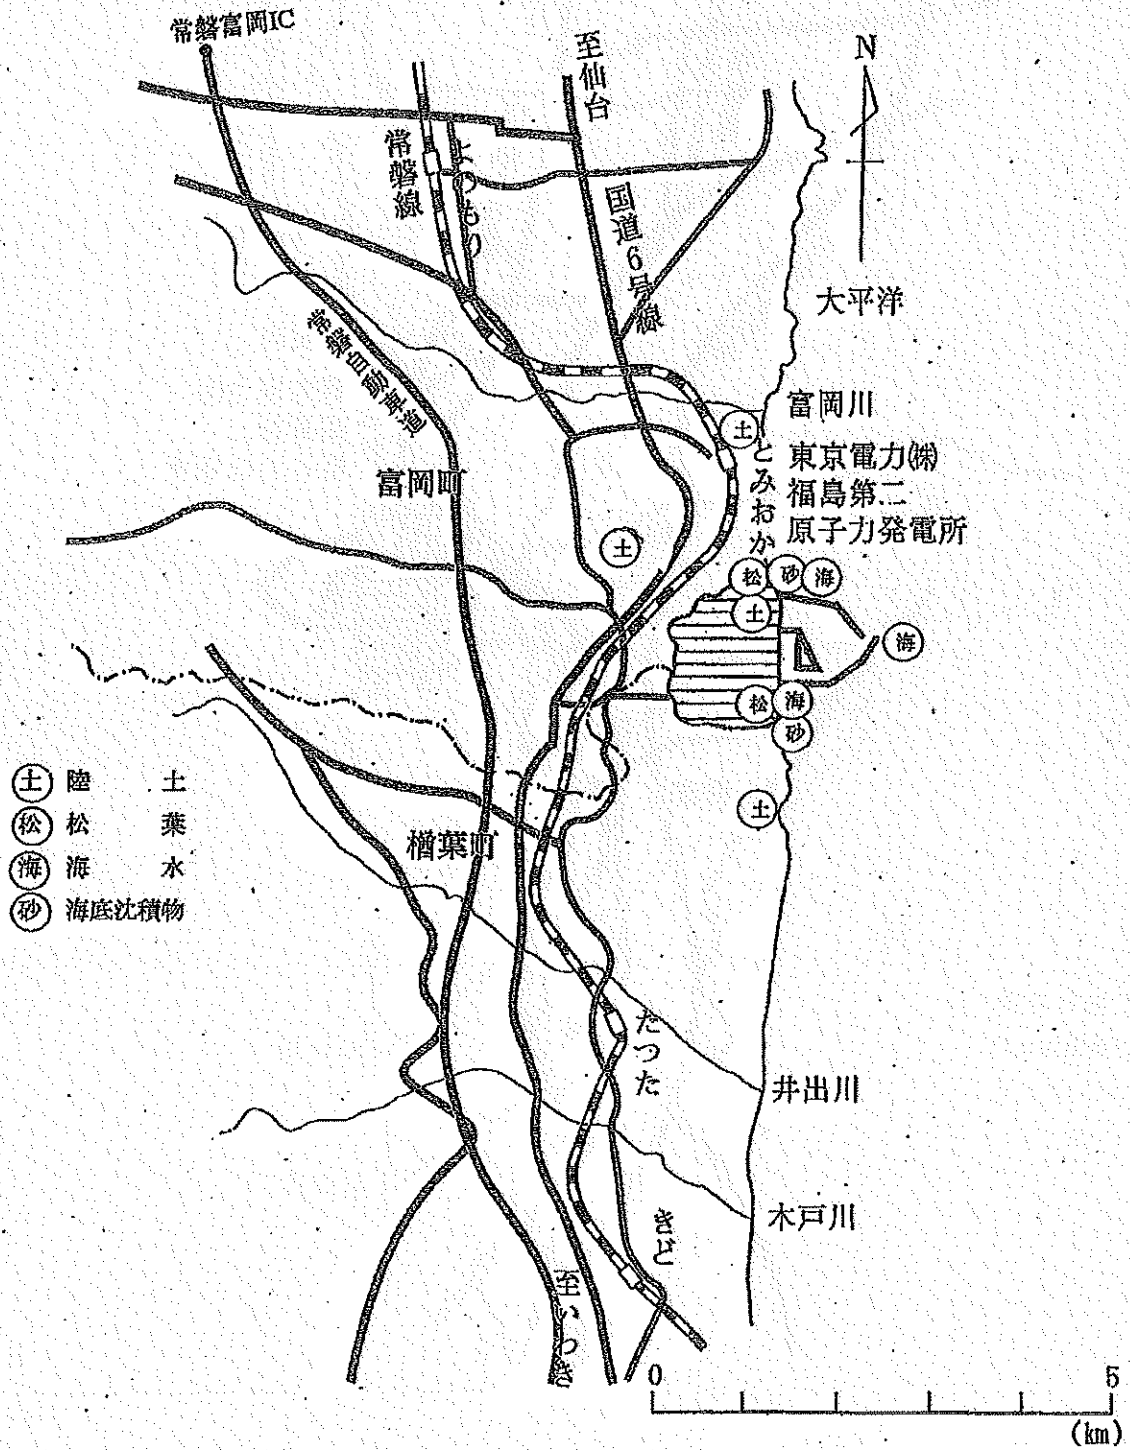 常磐富岡IC
至仙台
N
常磐線
よつもり
国道6号線
大平洋
常磐自動車道
富岡川
土
とみおか
東京電力㈱
福島第二
原子力発電所
富岡町
土
松
砂
海
土
海
松
海
砂
土
土 陸 土
松 松 葉
海 海 水
砂 海底沈積物
楢葉町
たつた
井出川
木戸川
きど
至いつき
0
5
(km)